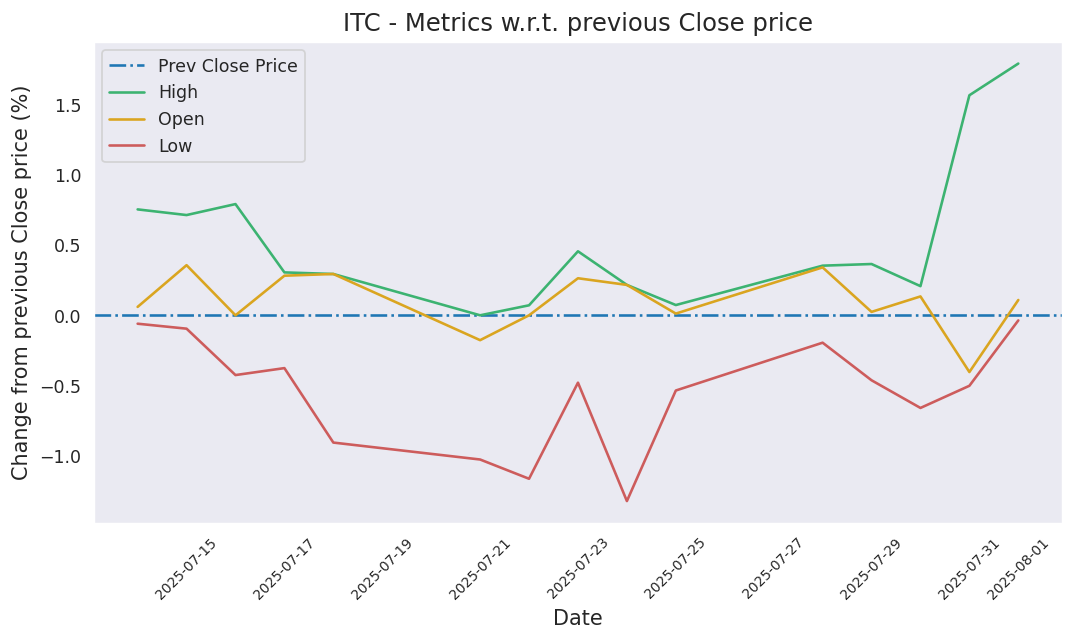 ITC - Metrics w.r.t. previous Close price
Prev Close Price
High
Open
Low
Change from previous Close price (%)
1.5
1.0
0.5
0.0
−0.5
−1.0
2025-07-15
2025-07-17
2025-07-19
2025-07-21
2025-07-23
2025-07-25
2025-07-27
2025-07-29
2025-07-31
2025-08-01
Date